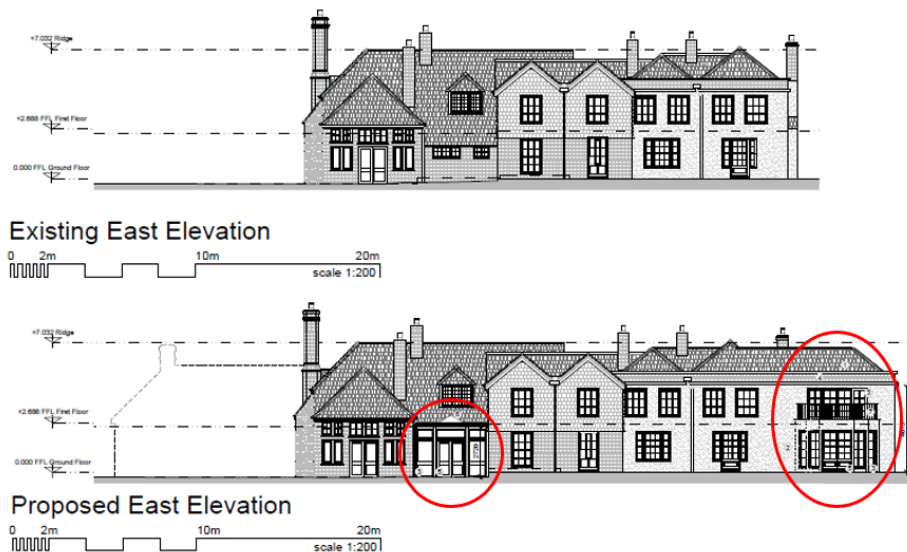 +7.032 Ridge
+2.688 FFL First Floor
0.000 FFL Ground Floor
Existing East Elevation
0 2m 10m 20m
scale 1:200
+7.032 Ridge
+2.688 FFL First Floor
0.000 FFL Ground Floor
Proposed East Elevation
0 2m 10m 20m
scale 1:200